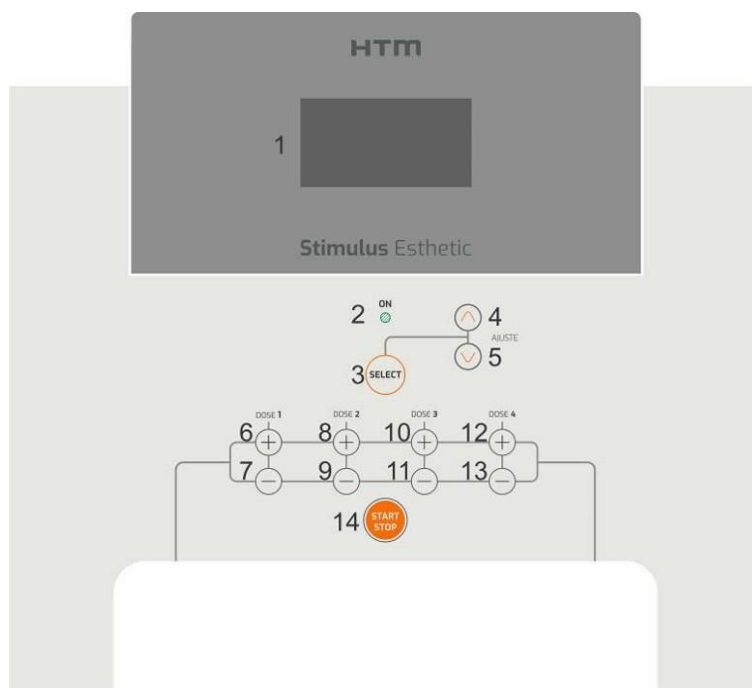 HTM
1
Stimulus Esthetic
ON
2
4
AJUSTE
5
3 SELECT
DOSE 1 DOSE 2 DOSE 3 DOSE 4
6 + 8 + 10 + 12 +
7 − 9 − 11 − 13 −
14 START
STOP